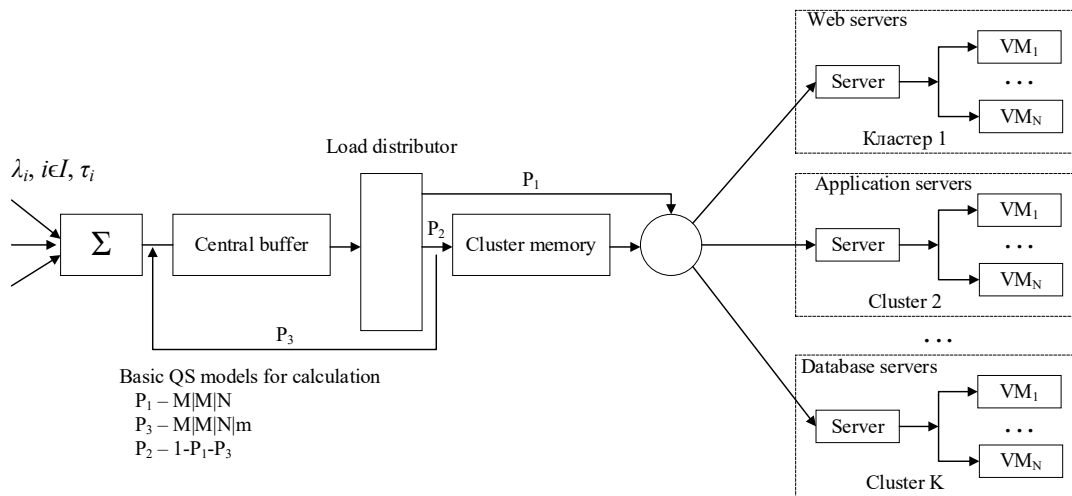 λi, iϵI, τi
Σ
Central buffer
Load distributor
P1
P2
Cluster memory
P3
Basic QS models for calculation
P1 – M|M|N
P3 – M|M|N|m
P2 – 1-P1-P3
Web servers
Server
VM1
...
VMN
Кластер 1
Application servers
Server
VM1
...
VMN
Cluster 2
...
Database servers
Server
VM1
...
VMN
Cluster K